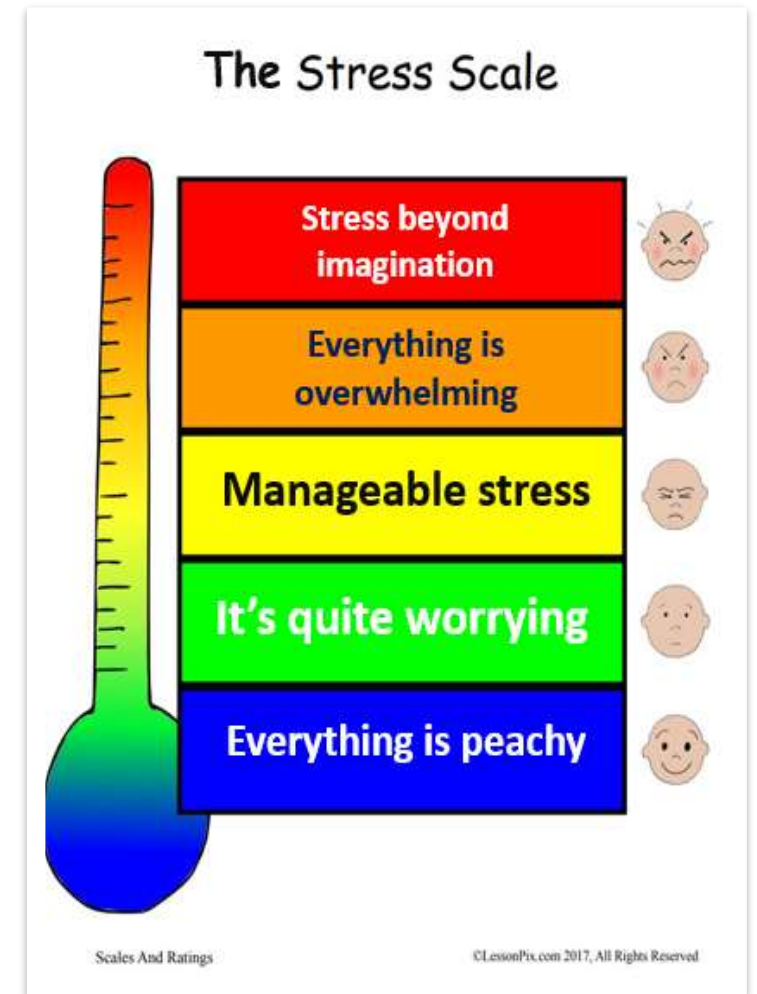 The Stress Scale
Stress beyond
imagination
Everything is
overwhelming
Manageable stress
It's quite worrying
Everything is peachy
Scales And Ratings
©LessonPix.com 2017, All Rights Reserved